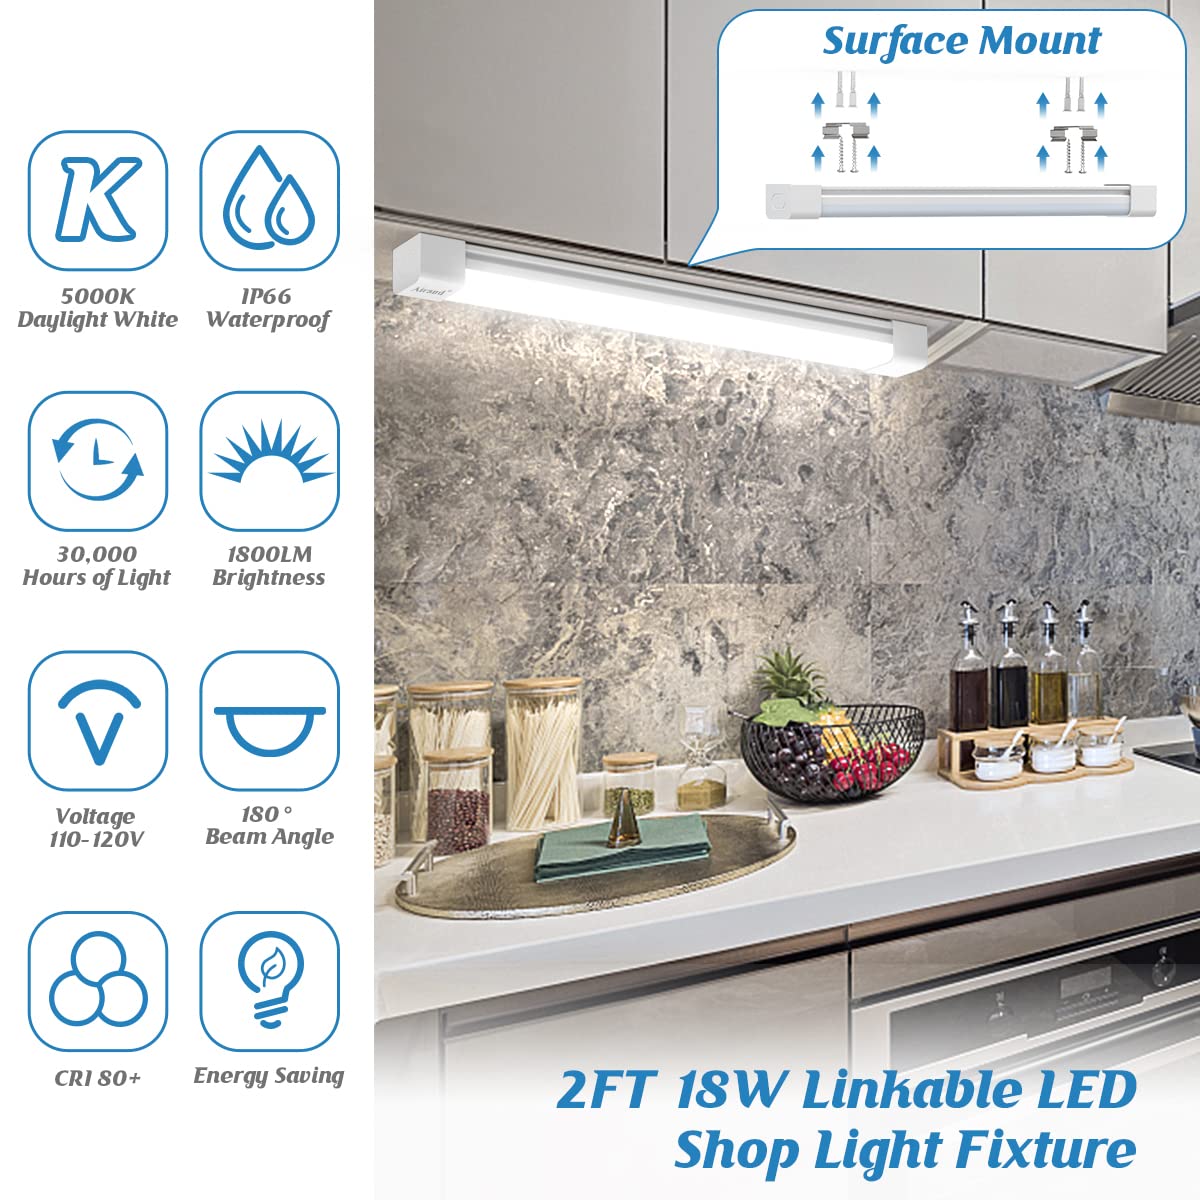 Surface Mount
K
5000K
Daylight White
IP66
Waterproof
Airand
30,000
Hours of Light
1800LM
Brightness
V
Voltage
110-120V
180°
Beam Angle
CRI 80+
Energy Saving
2FT 18W Linkable LED
Shop Light Fixture